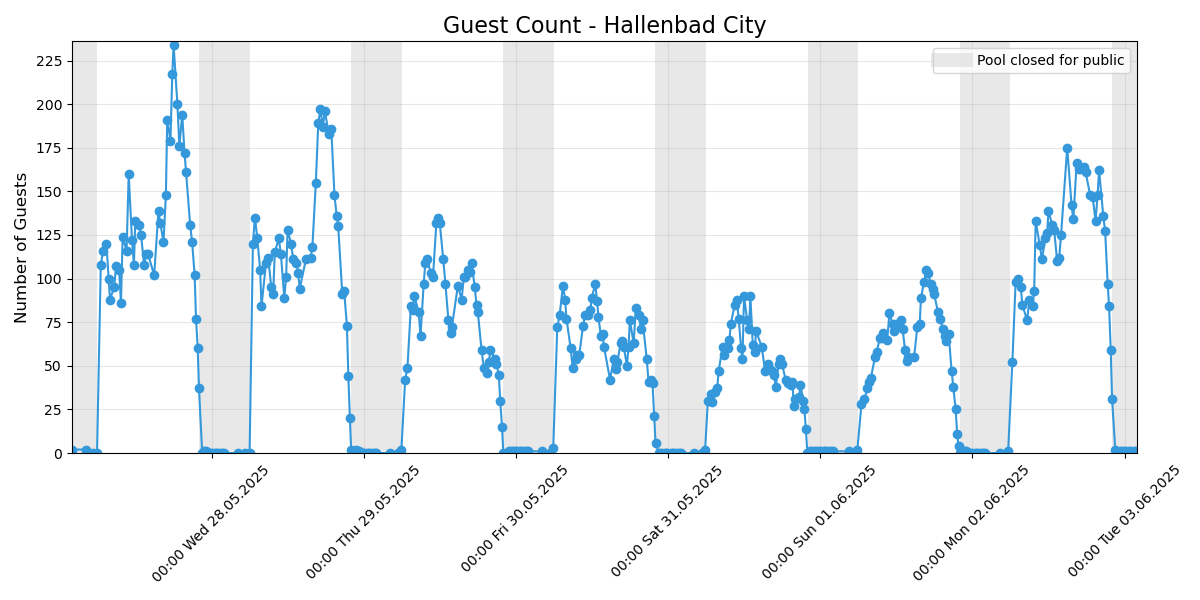 Guest Count - Hallenbad City
Pool closed for public
Number of Guests
225
200
175
150
125
100
75
50
25
0
00:00 Wed 28.05.2025
00:00 Thu 29.05.2025
00:00 Fri 30.05.2025
00:00 Sat 31.05.2025
00:00 Sun 01.06.2025
00:00 Mon 02.06.2025
00:00 Tue 03.06.2025